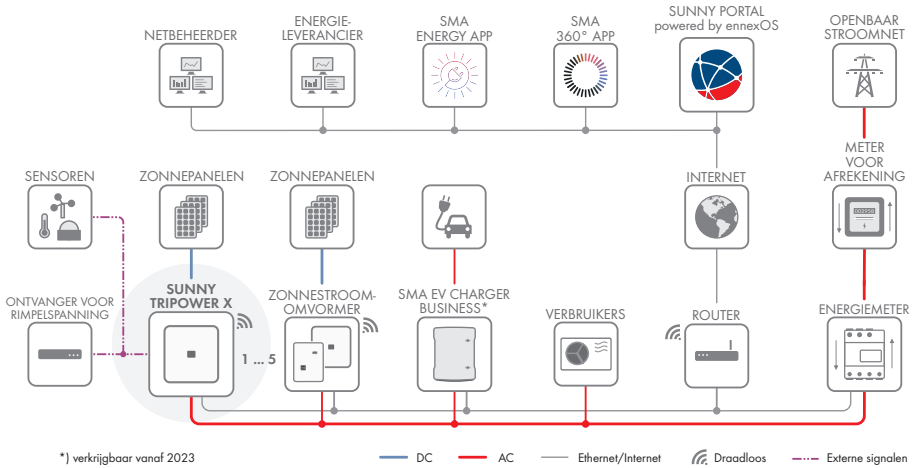 NETBEHEERDER
ENERGIE-
LEVERANCIER
SMA
ENERGY APP
SMA
360° APP
SUNNY PORTAL
powered by ennexOS
OPENBAAR
STROOMNET
SENSOREN
ZONNEPANELEN
ZONNEPANELEN
INTERNET
METER
VOOR
AFREKENING
ONTVANGER VOOR
RIMPELSPANNING
SUNNY
TRIPOWER X
1 ... 5
ZONNESTROOM-
OMVORMER
SMA EV CHARGER
BUSINESS*
VERBRUIKERS
ROUTER
ENERGIEMETER
*) verkrijgbaar vanaf 2023
DC
AC
Ethernet/Internet
Draadloos
Externe signalen